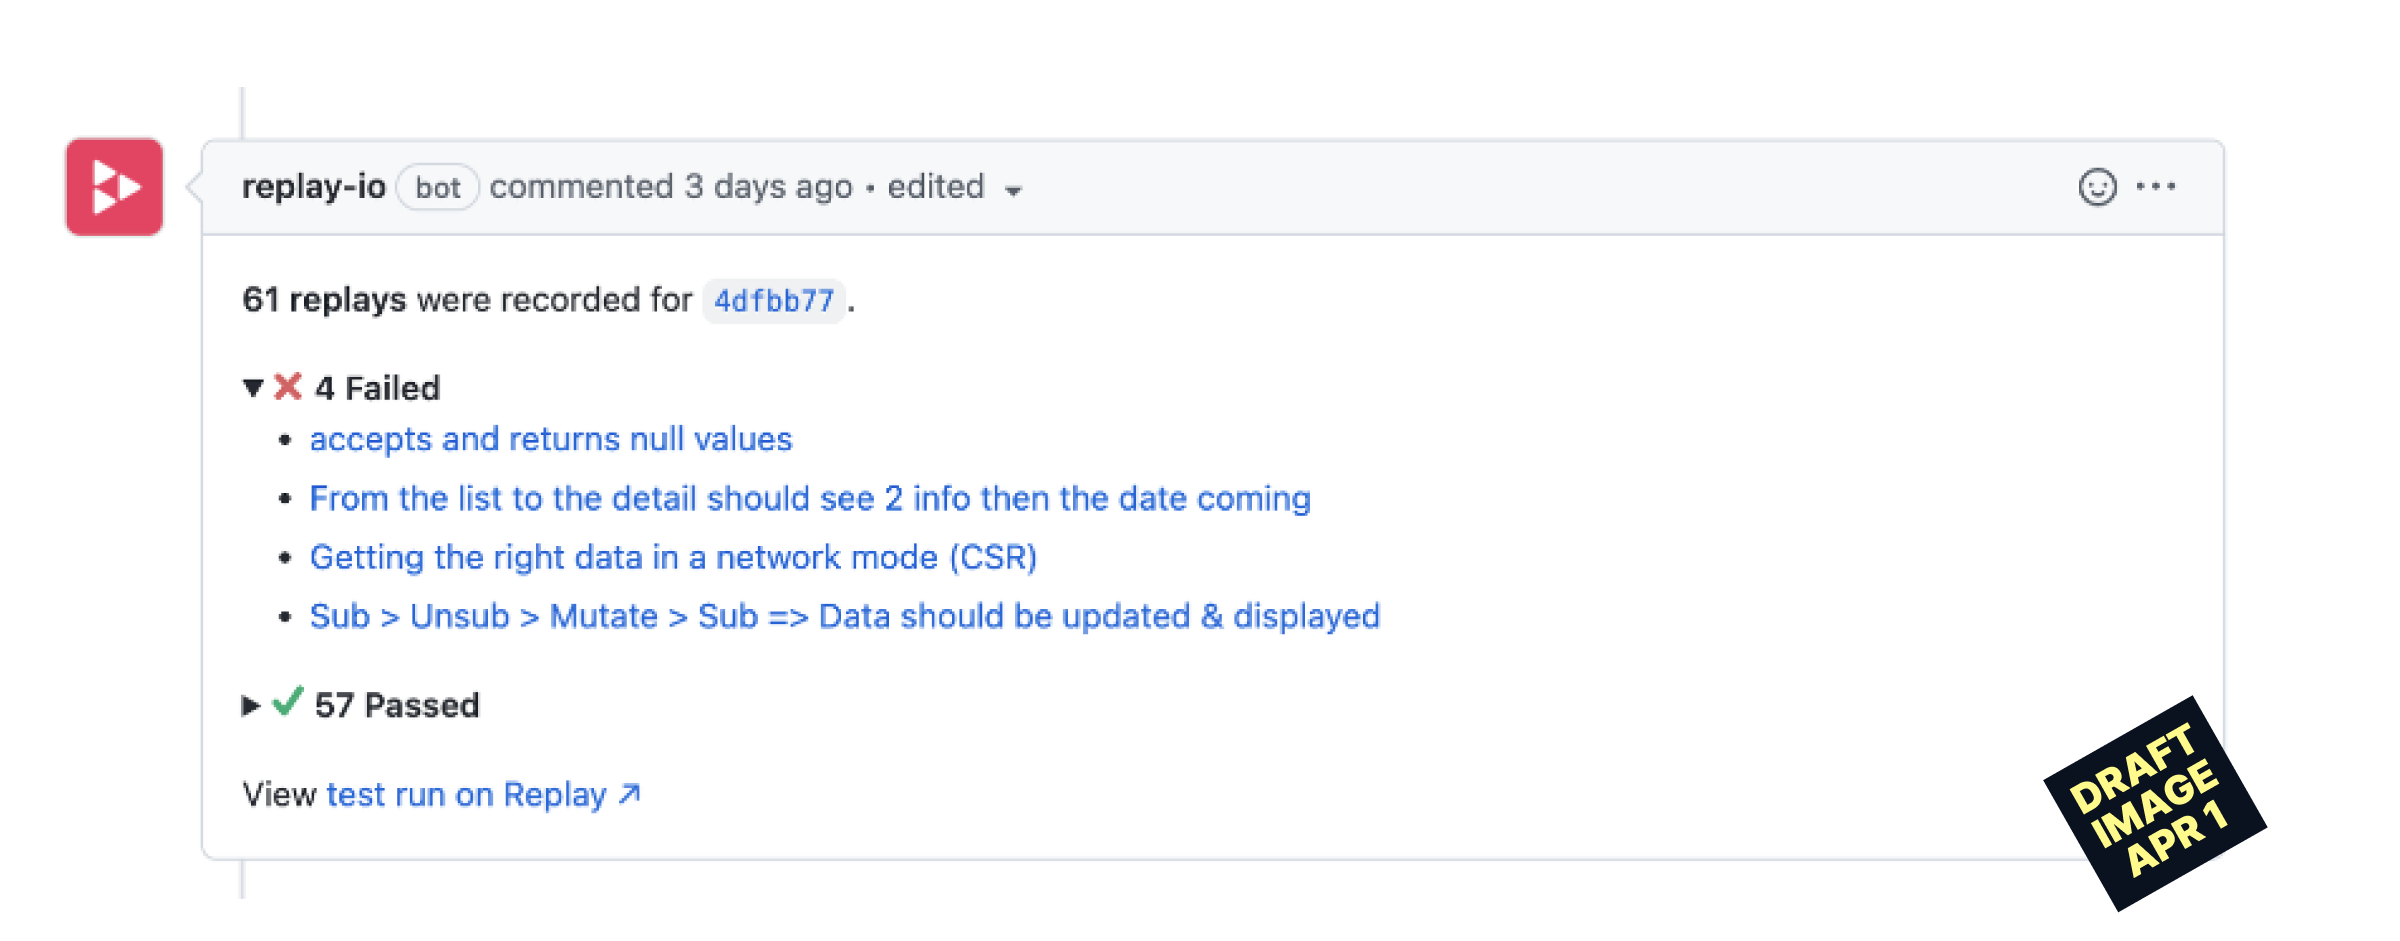 replay-io bot commented 3 days ago • edited
61 replays were recorded for 4dfbb77.
4 Failed
• accepts and returns null values
• From the list to the detail should see 2 info then the date coming
• Getting the right data in a network mode (CSR)
• Sub > Unsub > Mutate > Sub => Data should be updated & displayed
57 Passed
View test run on Replay ↗
DRAFT
IMAGE
APR 1